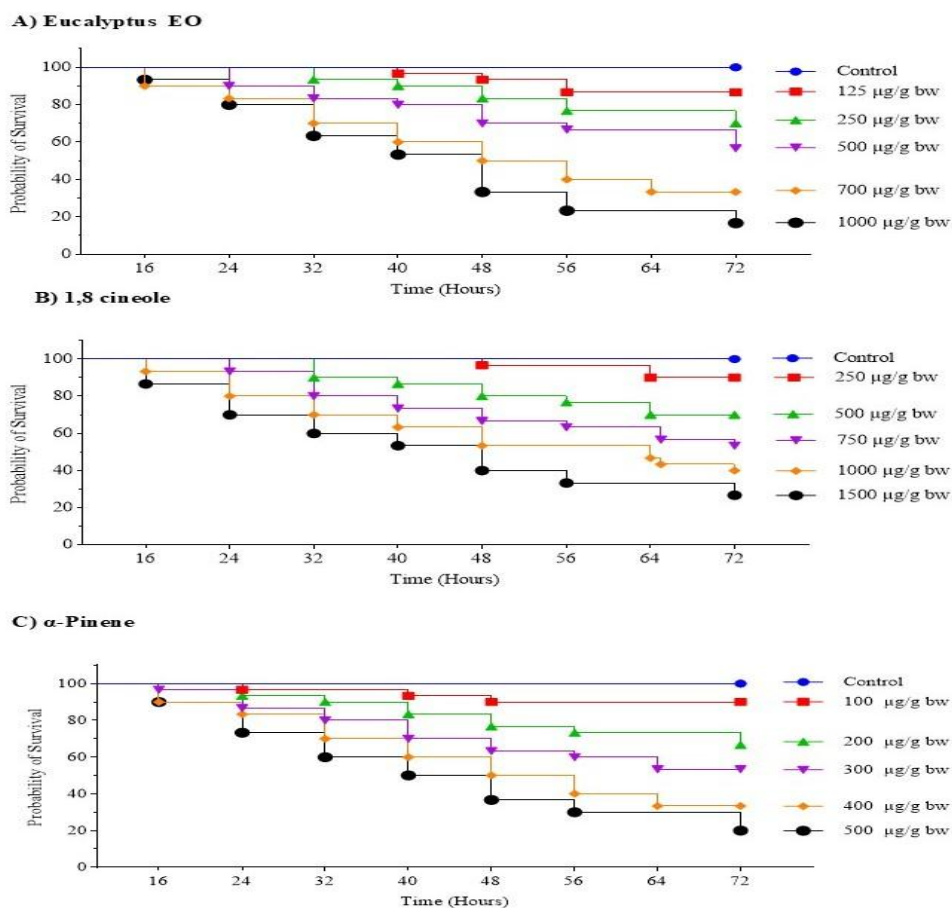 A) Eucalyptus EO
Probability of Survival
100
80
60
40
20
0
16 24 32 40 48 56 64 72
Time (Hours)
Control
125 µg/g bw
250 µg/g bw
500 µg/g bw
700 µg/g bw
1000 µg/g bw
B) 1,8 cineole
Probability of Survival
100
80
60
40
20
0
16 24 32 40 48 56 64 72
Time (Hours)
Control
250 µg/g bw
500 µg/g bw
750 µg/g bw
1000 µg/g bw
1500 µg/g bw
C) α-Pinene
Probability of Survival
100
80
60
40
20
0
16 24 32 40 48 56 64 72
Time (Hours)
Control
100 µg/g bw
200 µg/g bw
300 µg/g bw
400 µg/g bw
500 µg/g bw